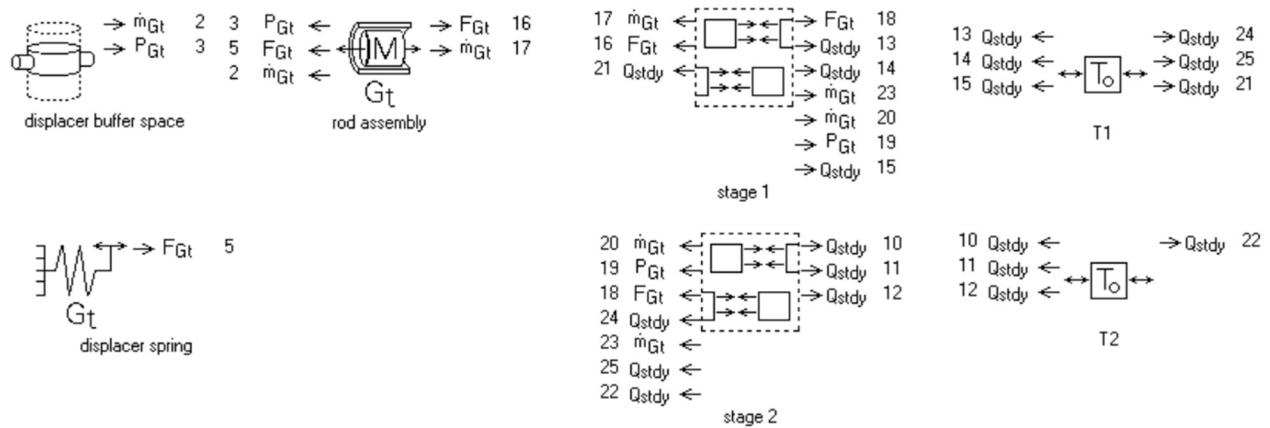 ṁGt 2
PGt 3
displacer buffer space
3 PGt
5 FGt
2 ṁGt
M
FGt 16
ṁGt 17
Gt
rod assembly
17 ṁGt
16 FGt
21 Qstdy
FGt 18
Qstdy 13
Qstdy 14
ṁGt 23
ṁGt 20
PGt 19
Qstdy 15
stage 1
13 Qstdy
14 Qstdy
15 Qstdy
To
Qstdy 24
Qstdy 25
Qstdy 21
T1
FGt 5
Gt
displacer spring
20 ṁGt
19 PGt
18 FGt
24 Qstdy
23 ṁGt
25 Qstdy
22 Qstdy
Qstdy 10
Qstdy 11
Qstdy 12
stage 2
10 Qstdy
11 Qstdy
12 Qstdy
To
Qstdy 22
T2